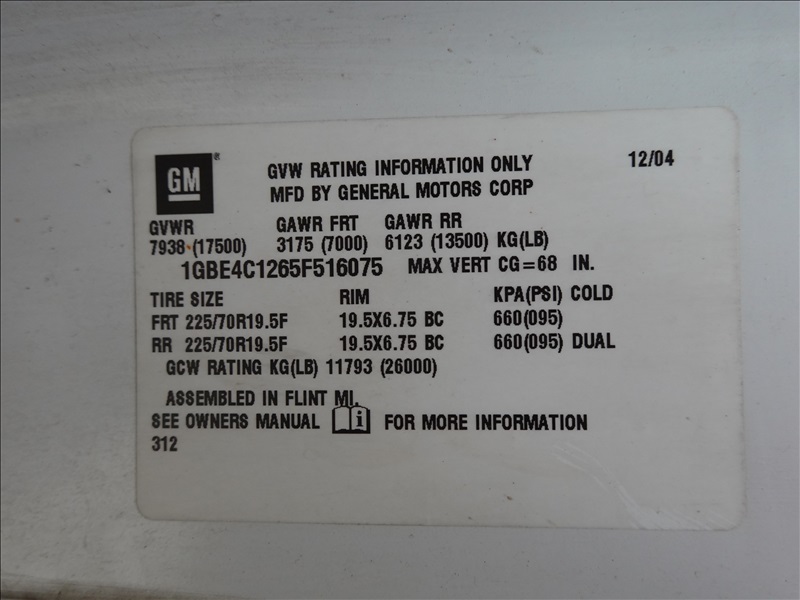 GM ®
GVW RATING INFORMATION ONLY 12/04
MFD BY GENERAL MOTORS CORP
GVWR GAWR FRT GAWR RR
7938 (17500) 3175 (7000) 6123 (13500) KG(LB)
1GBE4C1265F516075 MAX VERT CG=68 IN.
TIRE SIZE RIM KPA(PSI) COLD
FRT 225/70R19.5F 19.5X6.75 BC 660(095)
RR 225/70R19.5F 19.5X6.75 BC 660(095) DUAL
GCW RATING KG(LB) 11793 (26000)
ASSEMBLED IN FLINT MI.
SEE OWNERS MANUAL i FOR MORE INFORMATION
312